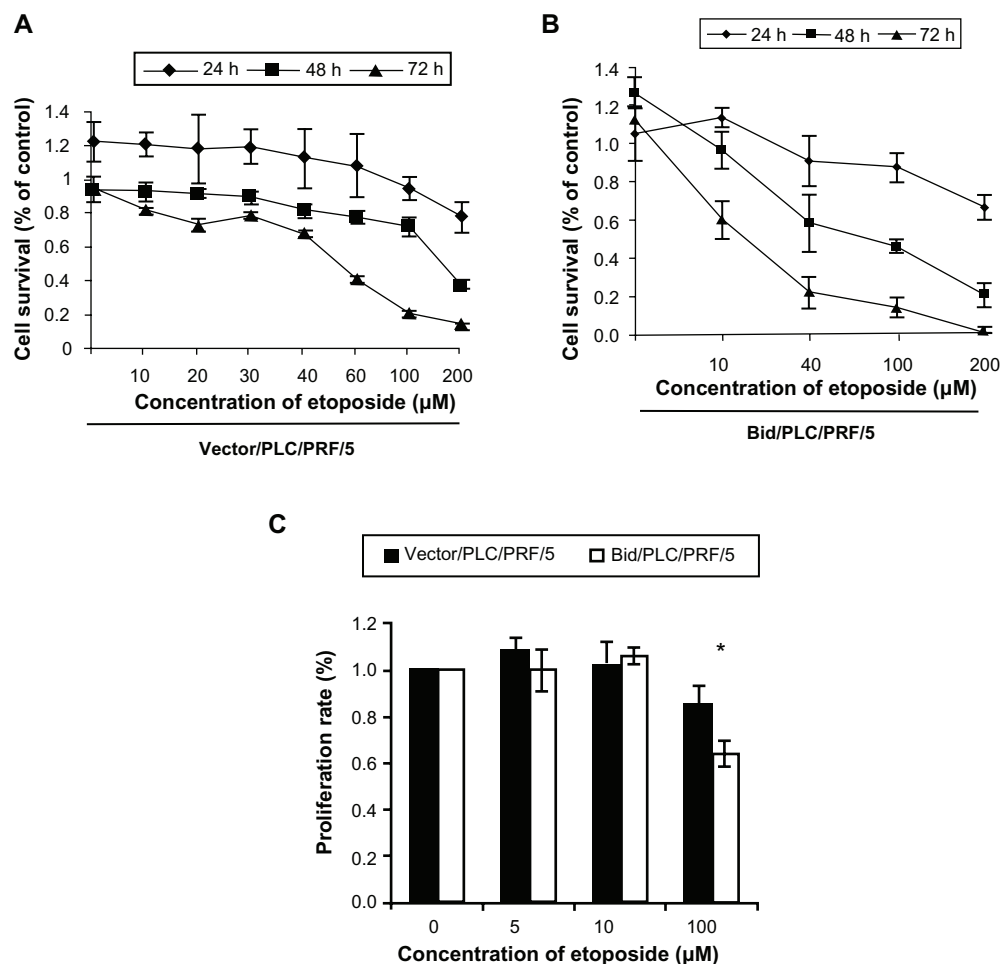 A
24 h 48 h 72 h
Cell survival (% of control)
1.4
1.2
1
0.8
0.6
0.4
0.2
0
10 20 30 40 60 100 200
Concentration of etoposide (µM)
Vector/PLC/PRF/5
B
24 h 48 h 72 h
Cell survival (% of control)
1.4
1.2
1.0
0.8
0.6
0.4
0.2
0.0
10 40 100 200
Concentration of etoposide (µM)
Bid/PLC/PRF/5
C
Vector/PLC/PRF/5 Bid/PLC/PRF/5
Proliferation rate (%)
1.2
1.0
0.8
0.6
0.4
0.2
0.0
*
0 5 10 100
Concentration of etoposide (µM)